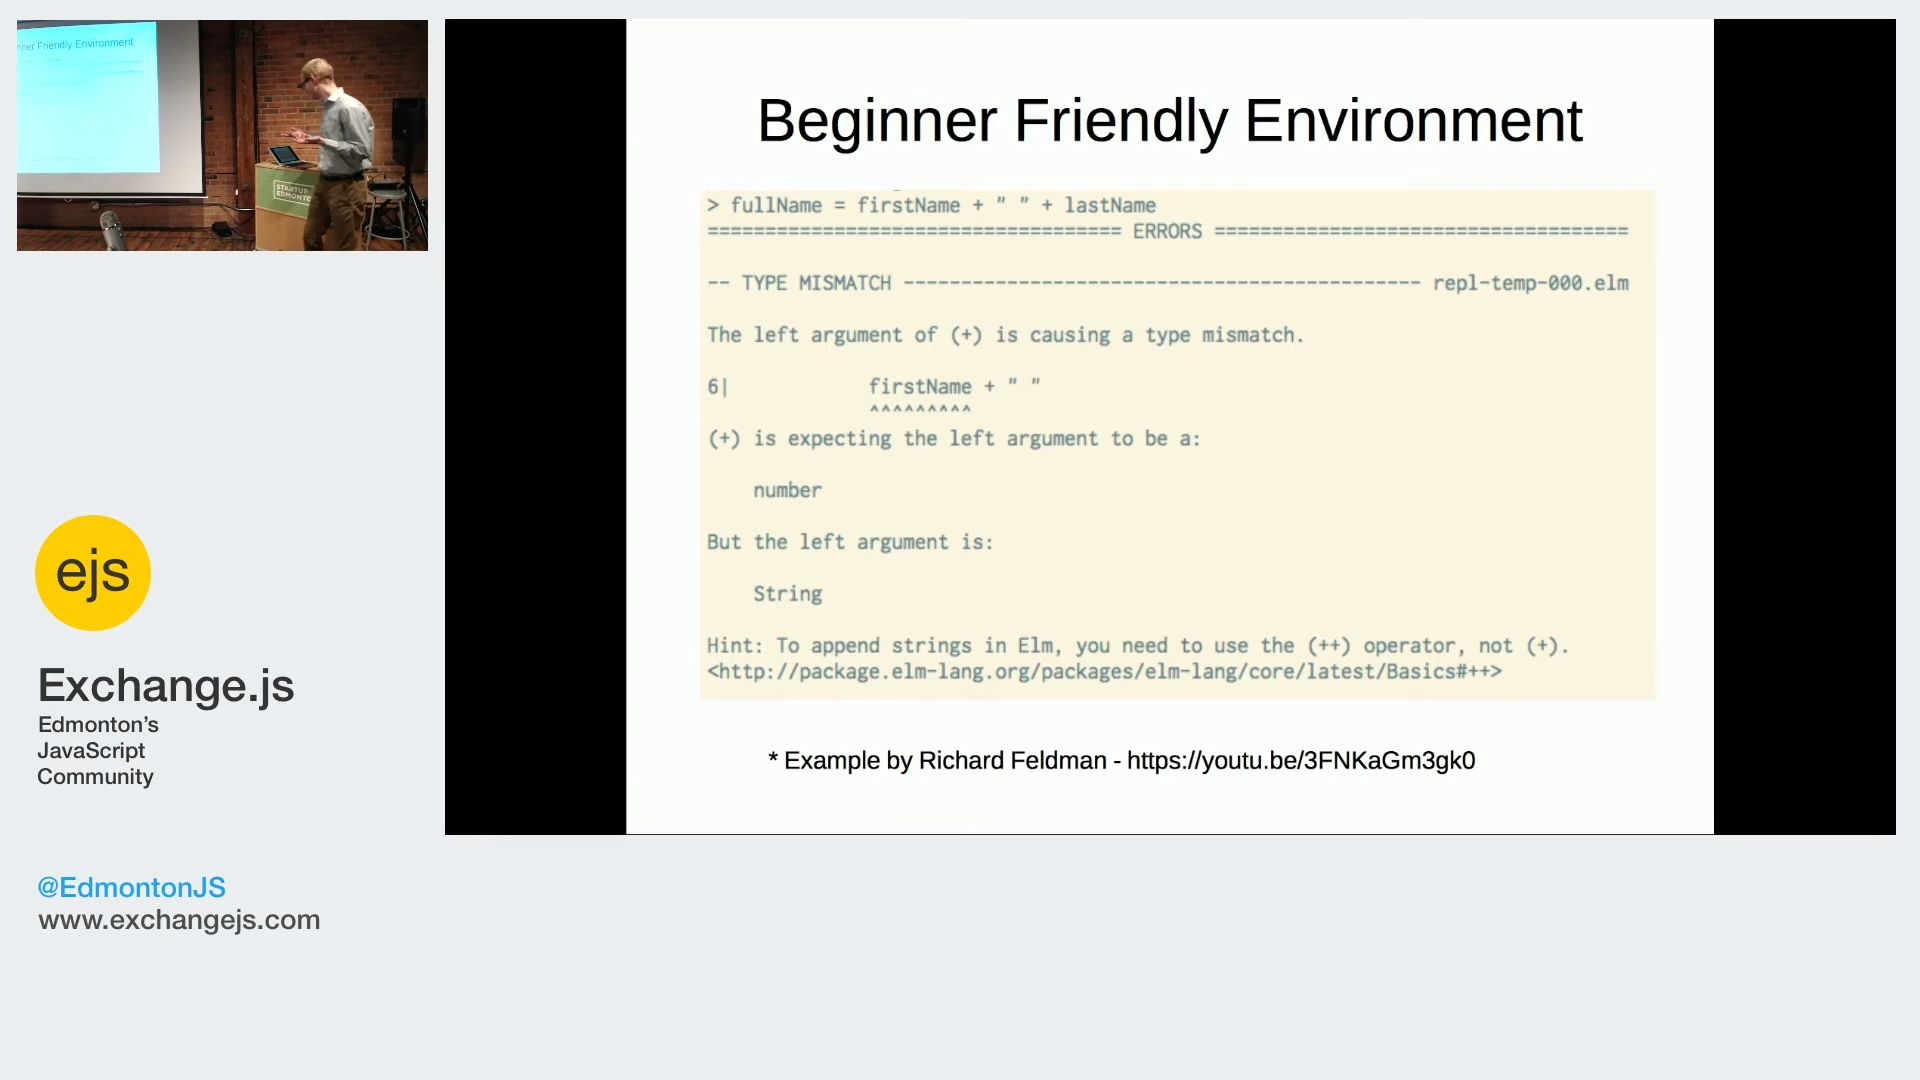 nner Friendly Environment
STARTUP
EDMONTO
ejs
Exchange.js
Edmonton's
JavaScript
Community
@EdmontonJS
www.exchangejs.com
Beginner Friendly Environment
> fullName = firstName + " " + lastName
==================================== ERRORS ====================================
-- TYPE MISMATCH --------------------------------------------- repl-temp-000.elm
The left argument of (+) is causing a type mismatch.
6|            firstName + " "
^^^^^^^^^
(+) is expecting the left argument to be a:
number
But the left argument is:
String
Hint: To append strings in Elm, you need to use the (++) operator, not (+).
<http://package.elm-lang.org/packages/elm-lang/core/latest/Basics#++>
* Example by Richard Feldman - https://youtu.be/3FNKaGm3gk0